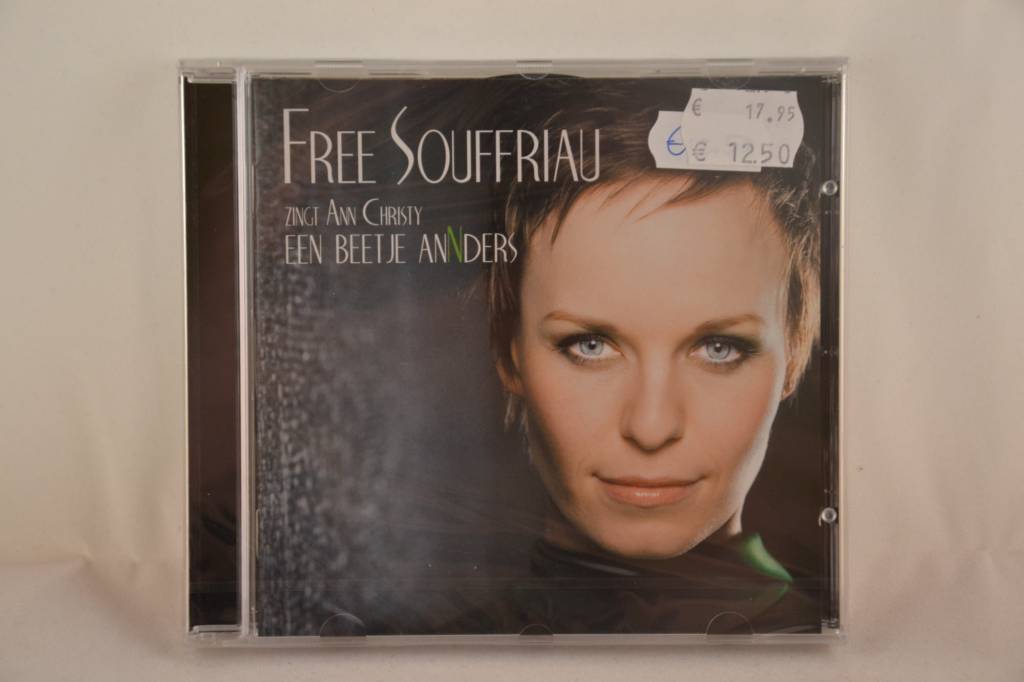 FREE SOUFFRIAU
ZINGT ANN CHRISTY
EEN BEETJE ANNDERS
€ 17.95
€
€ 12.50